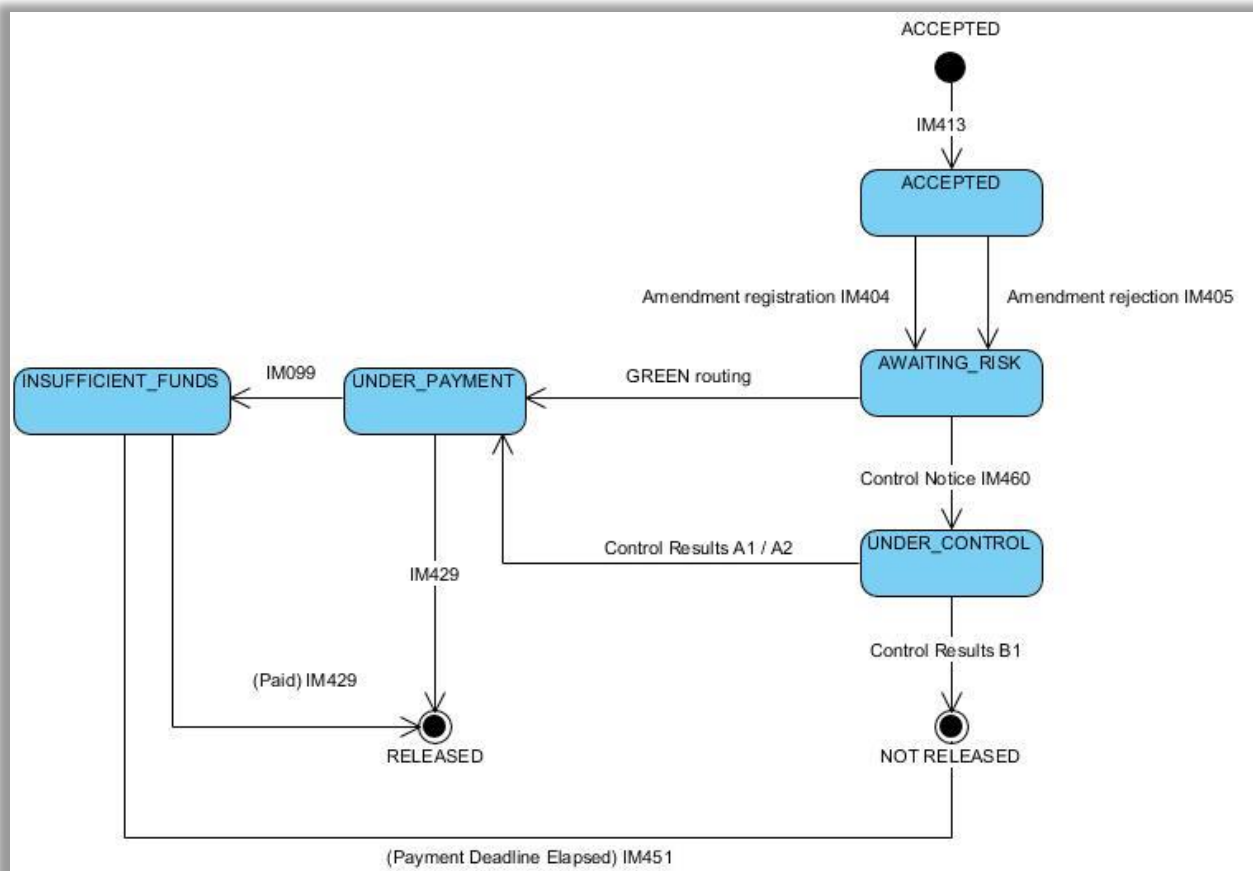 ACCEPTED
IM413
ACCEPTED
Amendment registration IM404
Amendment rejection IM405
AWAITING_RISK
GREEN routing
UNDER_PAYMENT
IM099
INSUFFICIENT_FUNDS
Control Notice IM460
UNDER_CONTROL
Control Results A1 / A2
IM429
Control Results B1
(Paid) IM429
RELEASED
NOT RELEASED
(Payment Deadline Elapsed) IM451